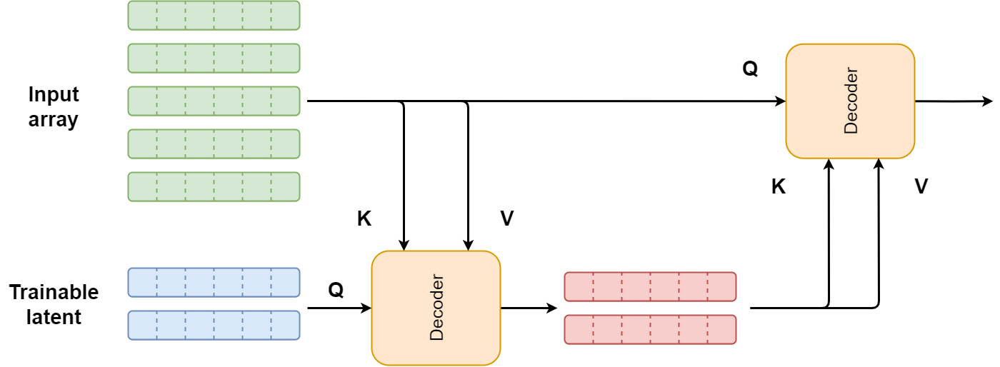 Input
array
Q
Decoder
K
V
K
V
Trainable
latent
Q
Decoder